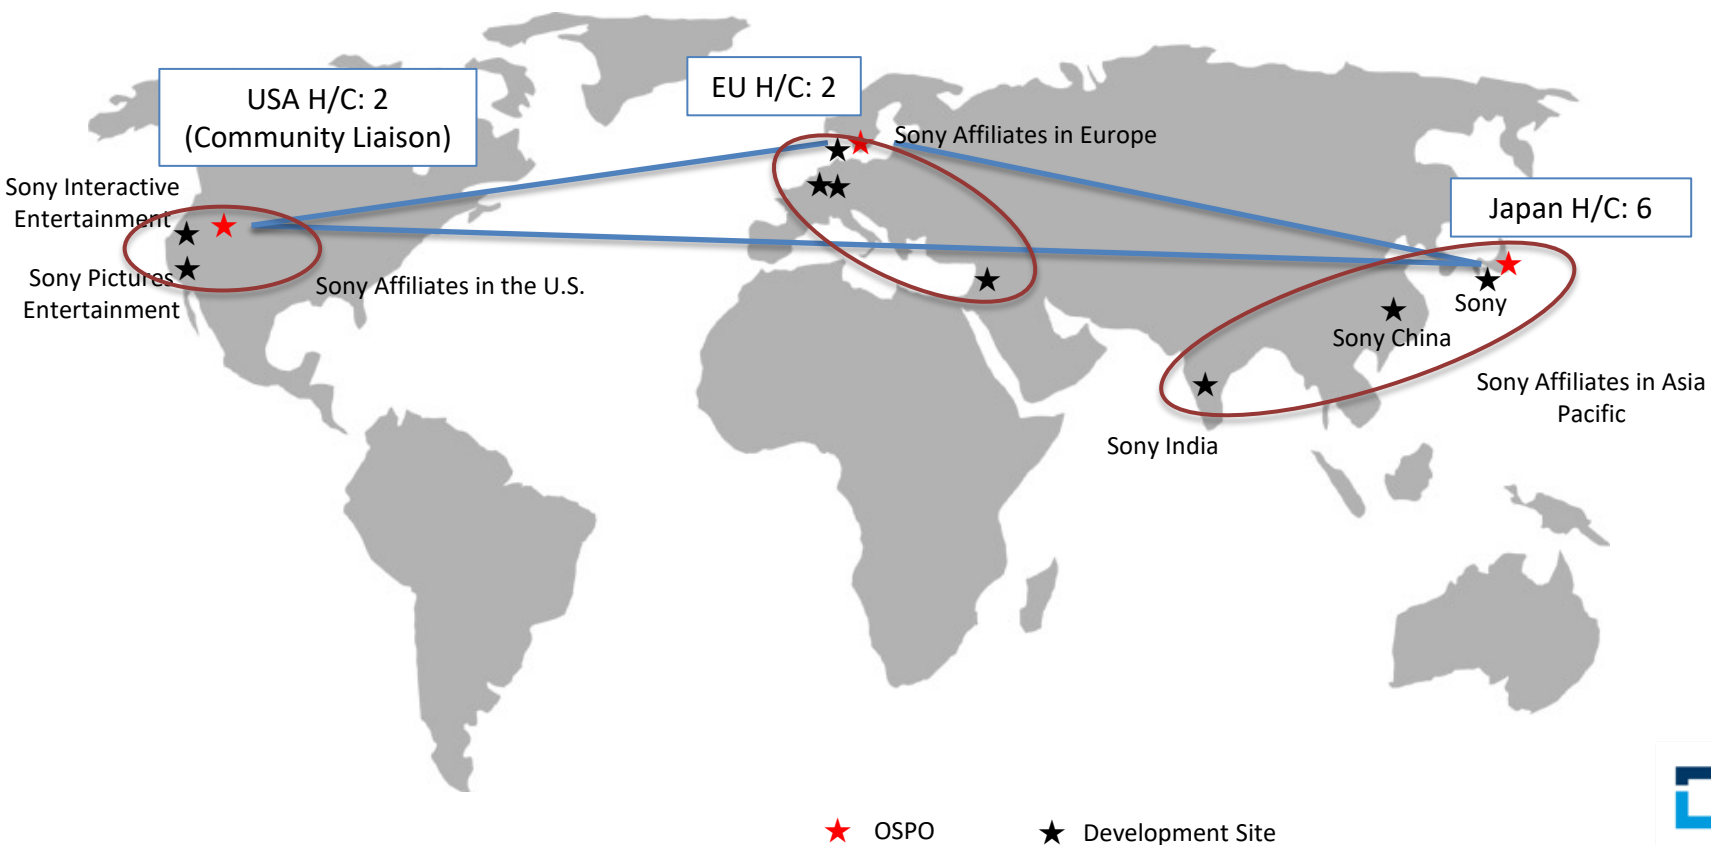 USA H/C: 2
(Community Liaison)
EU H/C: 2
Sony Affiliates in Europe
Sony Interactive
Entertainment
Japan H/C: 6
Sony Pictures
Entertainment
Sony Affiliates in the U.S.
Sony
Sony China
Sony Affiliates in Asia
Pacific
Sony India
OSPO
Development Site